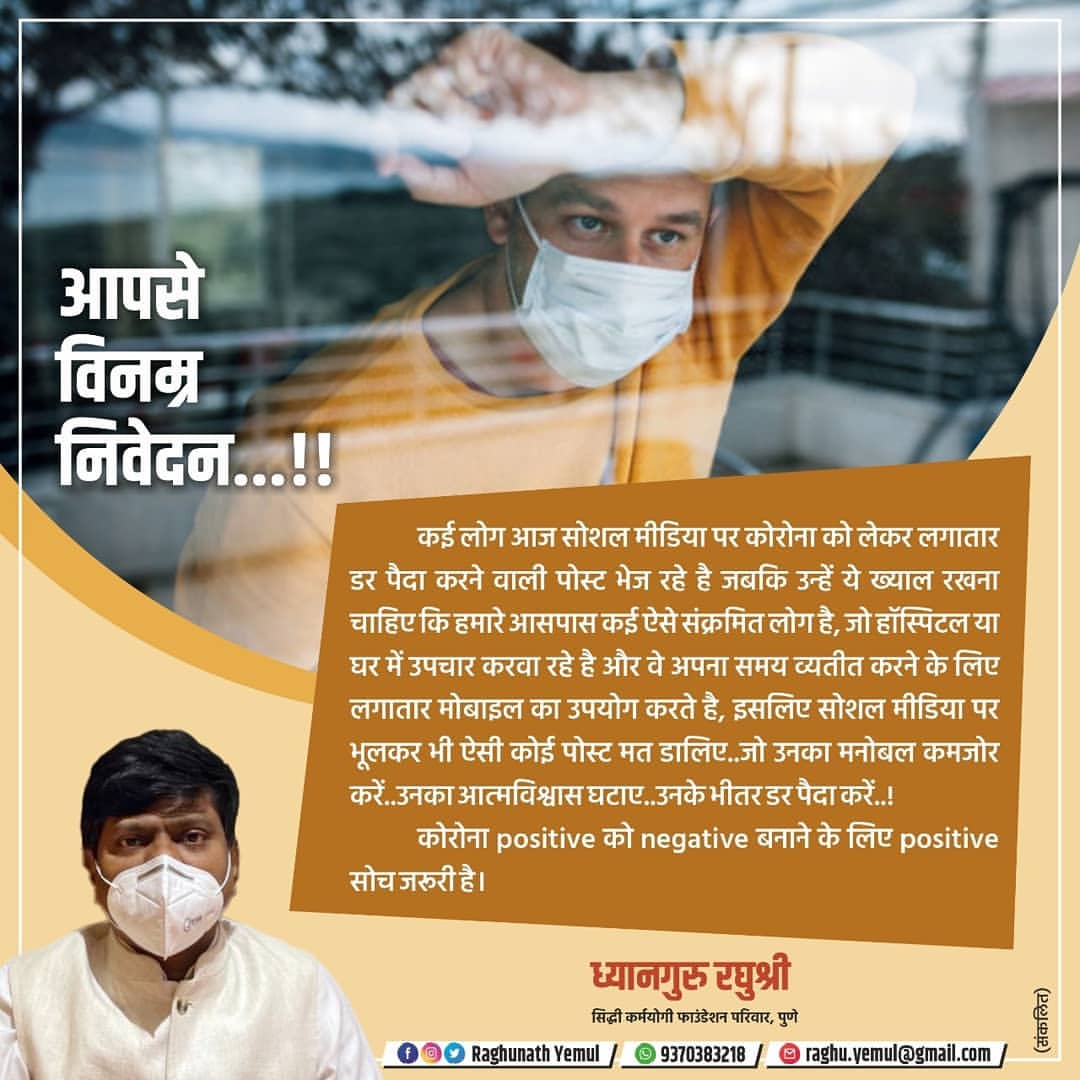 आपसे
विनम्र
निवेदन...!!
कई लोग आज सोशल मीडिया पर कोरोना को लेकर लगातार
डर पैदा करने वाली पोस्ट भेज रहे है जबकि उन्हें ये ख्याल रखना
चाहिए कि हमारे आसपास कई ऐसे संक्रमित लोग है, जो हॉस्पिटल या
घर में उपचार करवा रहे है और वे अपना समय व्यतीत करने के लिए
लगातार मोबाइल का उपयोग करते है, इसलिए सोशल मीडिया पर
भूलकर भी ऐसी कोई पोस्ट मत डालिए..जो उनका मनोबल कमजोर
करें..उनका आत्मविश्वास घटाए..उनके भीतर डर पैदा करें..!
कोरोना positive को negative बनाने के लिए positive
सोच जरूरी है।
ध्यानगुरु रघुश्री
सिद्धी कर्मयोगी फाउंडेशन परिवार, पुणे
Raghunath Yemul
9370383218
raghu.yemul@gmail.com
(संकलित)